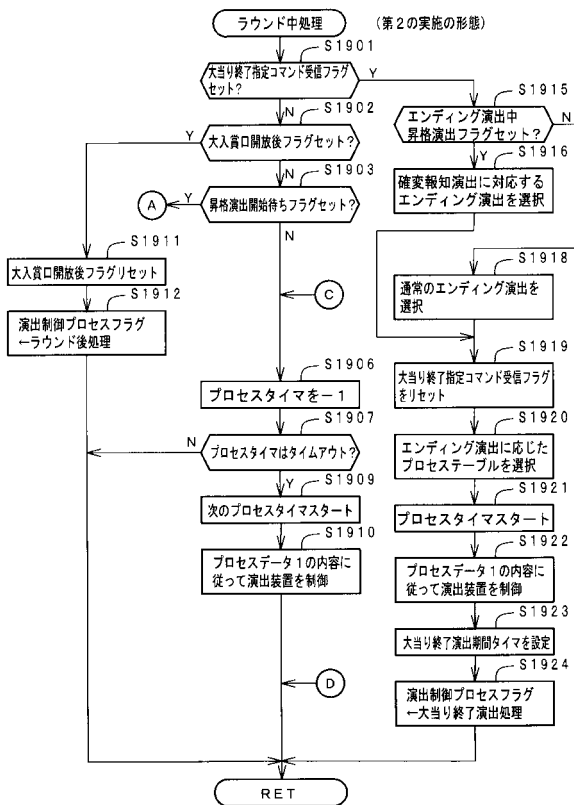 ラウンド中処理
(第2の実施の形態)
S1901
大当り終了指定コマンド受信フラグ
セット?
Y
N
S1902
大入賞口開放後フラグセット?
Y
N
S1903
昇格演出開始待ちフラグセット?
Y
A
N
S1911
大入賞口開放後フラグリセット
S1912
演出制御プロセスフラグ
←ラウンド後処理
C
S1906
プロセスタイマを-1
S1907
プロセスタイマはタイムアウト?
N
Y
S1909
次のプロセスタイマスタート
S1910
プロセスデータ1の内容に
従って演出装置を制御
D
S1915
エンディング演出中
昇格演出フラグセット?
N
Y
S1916
確変報知演出に対応する
エンディング演出を選択
S1918
通常のエンディング演出を
選択
S1919
大当り終了指定コマンド受信フラグ
をリセット
S1920
エンディング演出に応じた
プロセステーブルを選択
S1921
プロセスタイマスタート
S1922
プロセスデータ1の内容に
従って演出装置を制御
S1923
大当り終了演出期間タイマを設定
S1924
演出制御プロセスフラグ
←大当り終了演出処理
RET